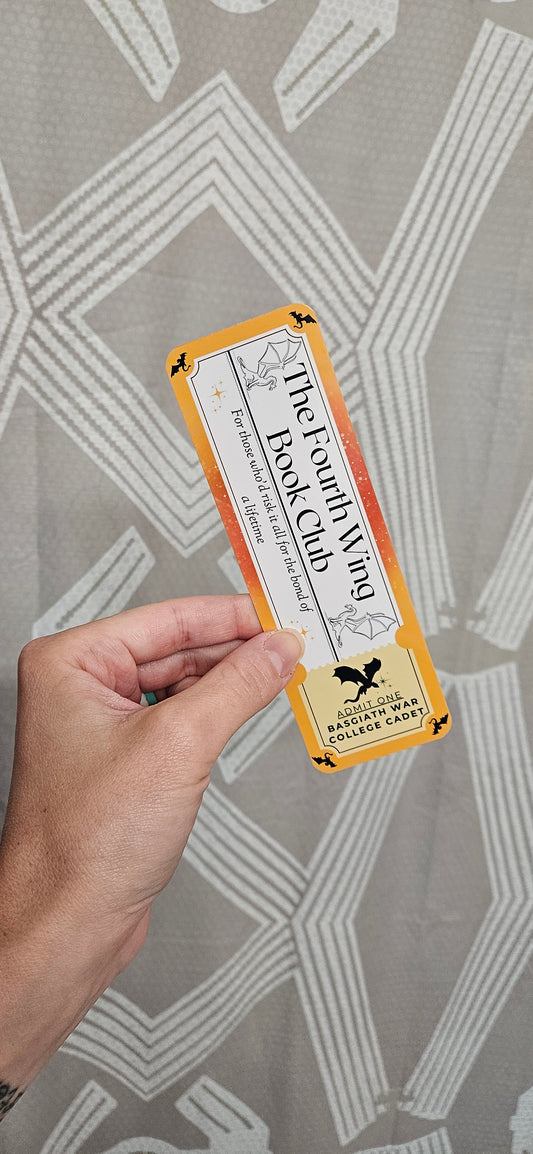 The Fourth Wing
Book Club
For those who'd risk it all for the bond of
a lifetime
ADMIT ONE
BASGIATH WAR
COLLEGE CADET